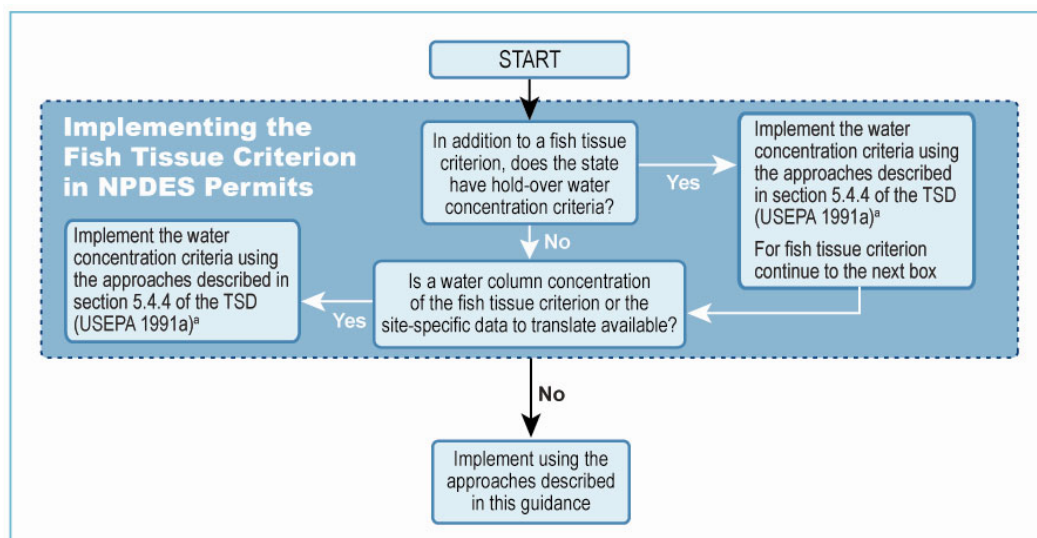 START
Implementing the
Fish Tissue Criterion
in NPDES Permits
In addition to a fish tissue
criterion, does the state
have hold-over water
concentration criteria?
Yes
Implement the water
concentration criteria using
the approaches described
in section 5.4.4 of the TSD
(USEPA 1991a)ª
For fish tissue criterion
continue to the next box
No
Implement the water
concentration criteria using
the approaches described in
section 5.4.4 of the TSD
(USEPA 1991a)ª
Yes
Is a water column concentration
of the fish tissue criterion or the
site-specific data to translate available?
No
Implement using the
approaches described
in this guidance